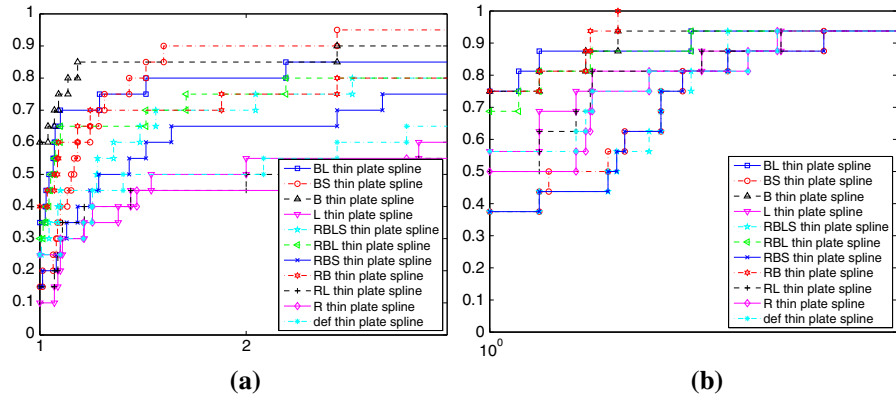 1
0.9
0.8
0.7
0.6
0.5
0.4
0.3
0.2
0.1
0
1
2
BL thin plate spline
BS thin plate spline
B thin plate spline
L thin plate spline
RBLS thin plate spline
RBL thin plate spline
RBS thin plate spline
RB thin plate spline
RL thin plate spline
R thin plate spline
def thin plate spline
(a)
1
0.9
0.8
0.7
0.6
0.5
0.4
0.3
0.2
0.1
0
10⁰
BL thin plate spline
BS thin plate spline
B thin plate spline
L thin plate spline
RBLS thin plate spline
RBL thin plate spline
RBS thin plate spline
RB thin plate spline
RL thin plate spline
R thin plate spline
def thin plate spline
(b)